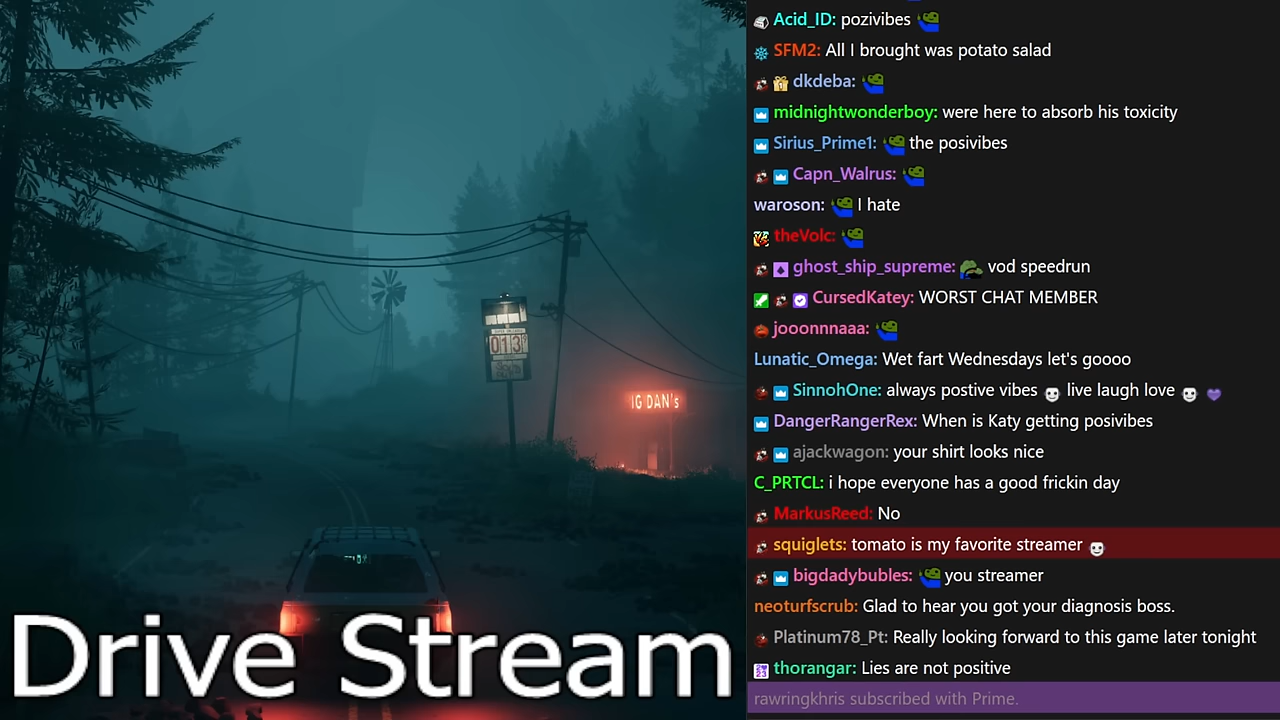 013
IG DAN's
Drive Stream
Acid_ID: pozivibes
SFM2: All I brought was potato salad
dkdeba:
midnightwonderboy: were here to absorb his toxicity
Sirius_Prime1: the posivibes
Capn_Walrus:
waroson: I hate
theVolc:
ghost_ship_supreme: vod speedrun
CursedKatey: WORST CHAT MEMBER
jooonnnaaa:
Lunatic_Omega: Wet fart Wednesdays let's goooo
SinnohOne: always postive vibes live laugh love
DangerRangerRex: When is Katy getting posivibes
ajackwagon: your shirt looks nice
C_PRTCL: i hope everyone has a good frickin day
MarkusReed: No
squiglets: tomato is my favorite streamer
bigdadybubles: you streamer
neoturfscrub: Glad to hear you got your diagnosis boss.
Platinum78_Pt: Really looking forward to this game later tonight
thorangar: Lies are not positive
rawringkhris subscribed with Prime.